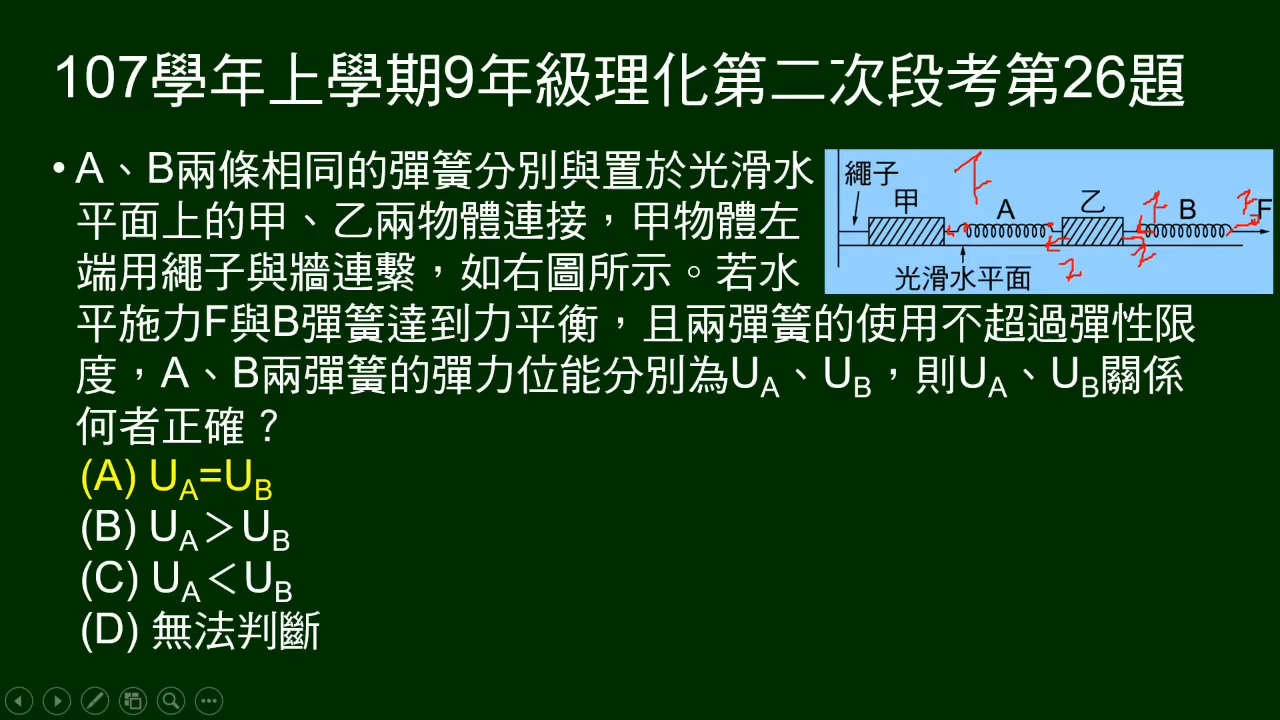 107學年上學期9年級理化第二次段考第26題
• A、B兩條相同的彈簧分別與置於光滑水
平面上的甲、乙兩物體連接，甲物體左
端用繩子與牆連繫，如右圖所示。若水
平施力F與B彈簧達到力平衡，且兩彈簧的使用不超過彈性限
度，A、B兩彈簧的彈力位能分別為UA、UB，則UA、UB關係
何者正確？
(A) UA=UB
(B) UA＞UB
(C) UA＜UB
(D) 無法判斷
繩子
甲
A
乙
B
F
光滑水平面